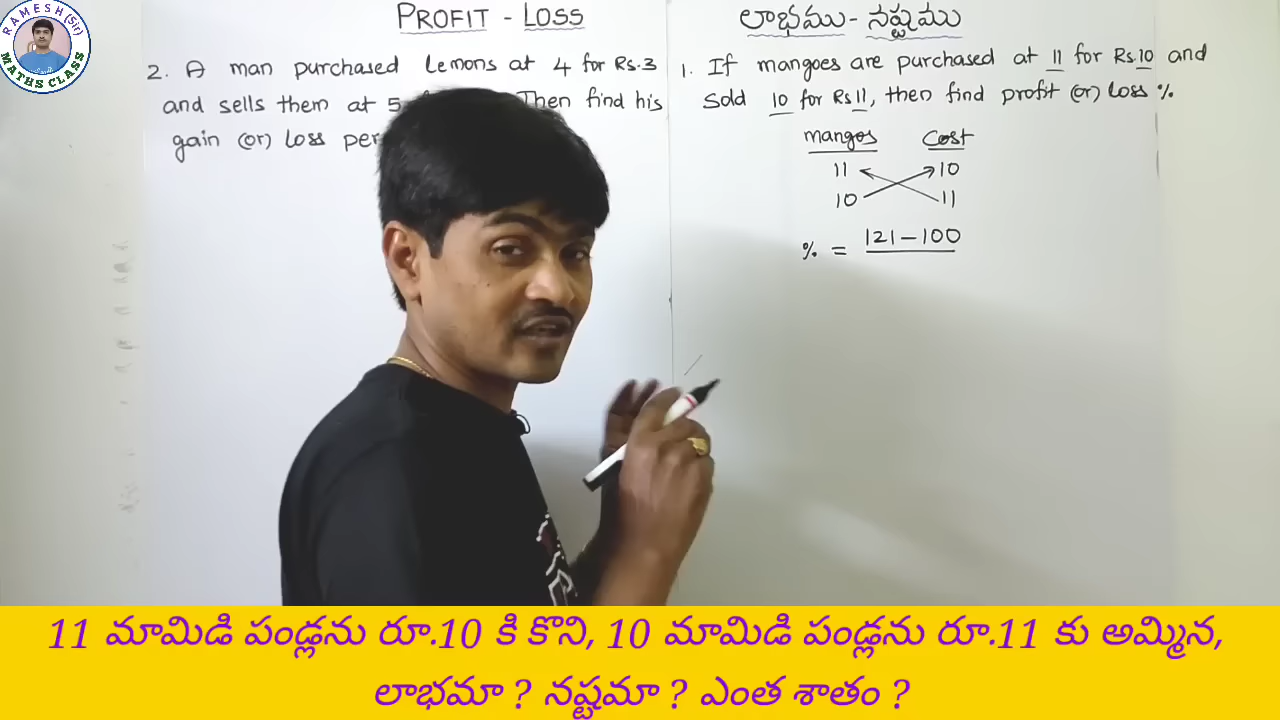 RAMESH (Sir)
MATHS CLASS
PROFIT - LOSS
లాభము - నష్టము
2. A man purchased lemons at 4 for Rs.3
and sells them at 5 Then find his
gain (or) loss per
1. If mangoes are purchased at 11 for Rs.10 and
sold 10 for Rs 11, then find profit (or) loss %
mangos cost
11 10
10 11
% = 121 - 100
11 మామిడి పండ్లను రూ.10 కి కొని, 10 మామిడి పండ్లను రూ.11 కు అమ్మిన,
లాభమా ? నష్టమా ? ఎంత శాతం ?